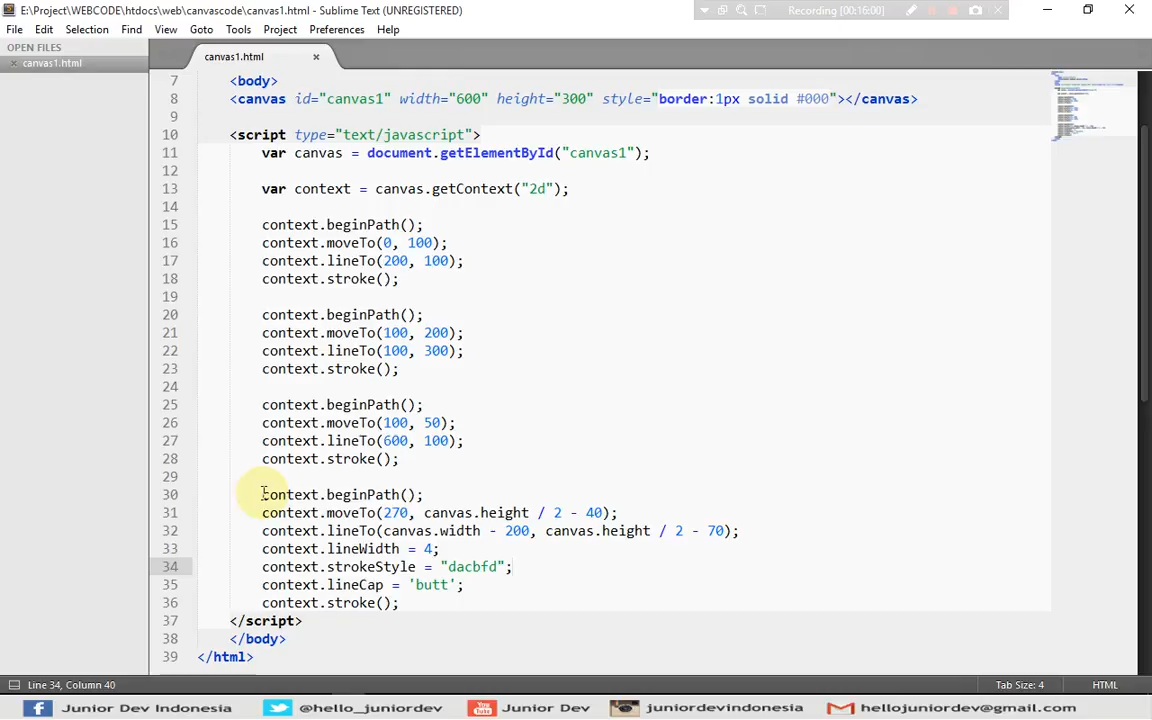 E:\Project\WEBCODE\htdocs\web\canvascode\canvas1.html - Sublime Text (UNREGISTERED)
Recording [00:16:00]
File Edit Selection Find View Goto Tools Project Preferences Help
OPEN FILES
canvas1.html
canvas1.html
7 <body>
8 <canvas id="canvas1" width="600" height="300" style="border:1px solid #000"></canvas>
9
10 <script type="text/javascript">
11 var canvas = document.getElementById("canvas1");
12
13 var context = canvas.getContext("2d");
14
15 context.beginPath();
16 context.moveTo(0, 100);
17 context.lineTo(200, 100);
18 context.stroke();
19
20 context.beginPath();
21 context.moveTo(100, 200);
22 context.lineTo(100, 300);
23 context.stroke();
24
25 context.beginPath();
26 context.moveTo(100, 50);
27 context.lineTo(600, 100);
28 context.stroke();
29
30 context.beginPath();
31 context.moveTo(270, canvas.height / 2 - 40);
32 context.lineTo(canvas.width - 200, canvas.height / 2 - 70);
33 context.lineWidth = 4;
34 context.strokeStyle = "dacbfd";
35 context.lineCap = 'butt';
36 context.stroke();
37 </script>
38 </body>
39 </html>
Line 34, Column 40
Tab Size: 4
HTML
Junior Dev Indonesia
@hello_juniordev
You Tube
Junior Dev
juniordevindonesia
hellojuniordev@gmail.com